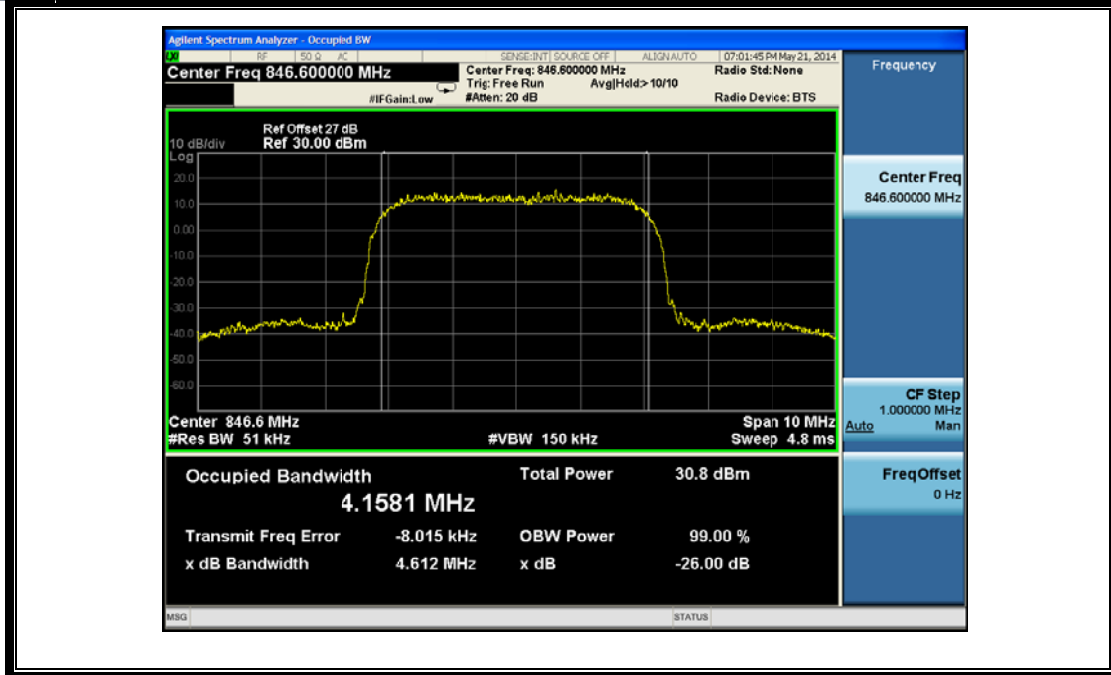 Agilent Spectrum Analyzer - Occupied BW
LXI RF 50 Ω AC SENSE:INT SOURCE OFF ALIGN AUTO 07:01:45 PM May 21, 2014
Center Freq 846.600000 MHz
Center Freq: 846.600000 MHz
Radio Std: None
Trig: Free Run Avg|Hold:> 10/10
#IFGain:Low #Atten: 20 dB Radio Device: BTS
Ref Offset 27 dB
10 dB/div Ref 30.00 dBm
Log
20.0
10.0
0.00
-10.0
-20.0
-30.0
-40.0
-50.0
-60.0
Center 846.6 MHz Span 10 MHz
#Res BW 51 kHz #VBW 150 kHz Sweep 4.8 ms
Occupied Bandwidth Total Power 30.8 dBm
4.1581 MHz
Transmit Freq Error -8.015 kHz OBW Power 99.00 %
x dB Bandwidth 4.612 MHz x dB -26.00 dB
MSG STATUS
Frequency
Center Freq
846.600000 MHz
CF Step
1.000000 MHz
Auto Man
Freq Offset
0 Hz